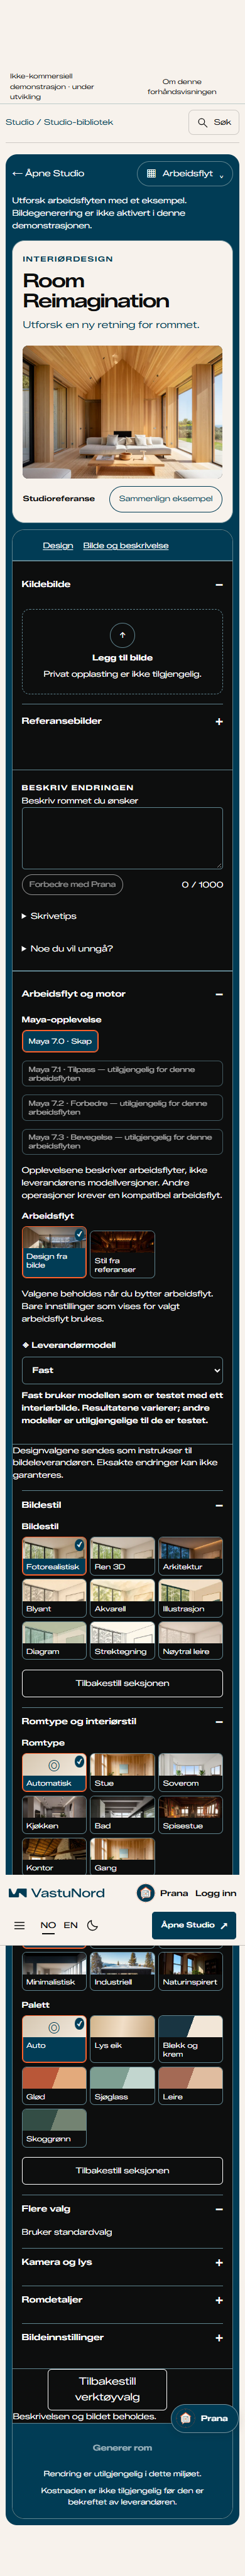 Ikke-kommersiell
demonstrasjon · under
utvikling
Om denne
forhåndsvisningen
Studio / Studio-bibliotek
Søk
← Åpne Studio
Arbeidsflyt
Utforsk arbeidsflyten med et eksempel.
Bildegenerering er ikke aktivert i denne
demonstrasjonen.
INTERIØRDESIGN
Room
Reimagination
Utforsk en ny retning for rommet.
Studioreferanse
Sammenlign eksempel
Design
Bilde og beskrivelse
Kildebilde
Legg til bilde
Privat opplasting er ikke tilgjengelig.
Referansebilder
BESKRIV ENDRINGEN
Beskriv rommet du ønsker
Forbedre med Prana
0 / 1000
▶ Skrivetips
▶ Noe du vil unngå?
Arbeidsflyt og motor
Maya-opplevelse
Maya 7.0 · Skap
Maya 7.1 · Tilpass — utilgjengelig for denne
arbeidsflyten
Maya 7.2 · Forbedre — utilgjengelig for denne
arbeidsflyten
Maya 7.3 · Bevegelse — utilgjengelig for denne
arbeidsflyten
Opplevelsene beskriver arbeidsflyter, ikke
leverandørens modellversjoner. Andre
operasjoner krever en kompatibel arbeidsflyt.
Arbeidsflyt
Design fra
bilde
Stil fra
referanser
Valgene beholdes når du bytter arbeidsflyt.
Bare innstillinger som vises for valgt
arbeidsflyt brukes.
Leverandørmodell
Fast
Fast bruker modellen som er testet med ett
interiørbilde. Resultatene varierer; andre
modeller er utilgjengelige til de er testet.
Designvalgene sendes som instrukser til
bildeleverandøren. Eksakte endringer kan ikke
garanteres.
Bildestil
Bildestil
Fotorealistisk
Ren 3D
Arkitektur
Blyant
Akvarell
Illustrasjon
Diagram
Strektegning
Nøytral leire
Tilbakestill seksjonen
Romtype og interiørstil
Romtype
Automatisk
Stue
Soverom
Kjøkken
Bad
Spisestue
Kontor
Gang
VastuNord
Prana
Logg inn
NO
EN
Åpne Studio ↗
Minimalistisk
Industriell
Naturinspirert
Palett
Auto
Lys eik
Blekk og
krem
Glød
Sjøglass
Leire
Skoggrønn
Tilbakestill seksjonen
Flere valg
Bruker standardvalg
Kamera og lys
Romdetaljer
Bildeinnstillinger
Tilbakestill
verktøyvalg
Beskrivelsen og bildet beholdes.
Prana
Generer rom
Rendring er utilgjengelig i dette miljøet.
Kostnaden er ikke tilgjengelig før den er
bekreftet av leverandøren.